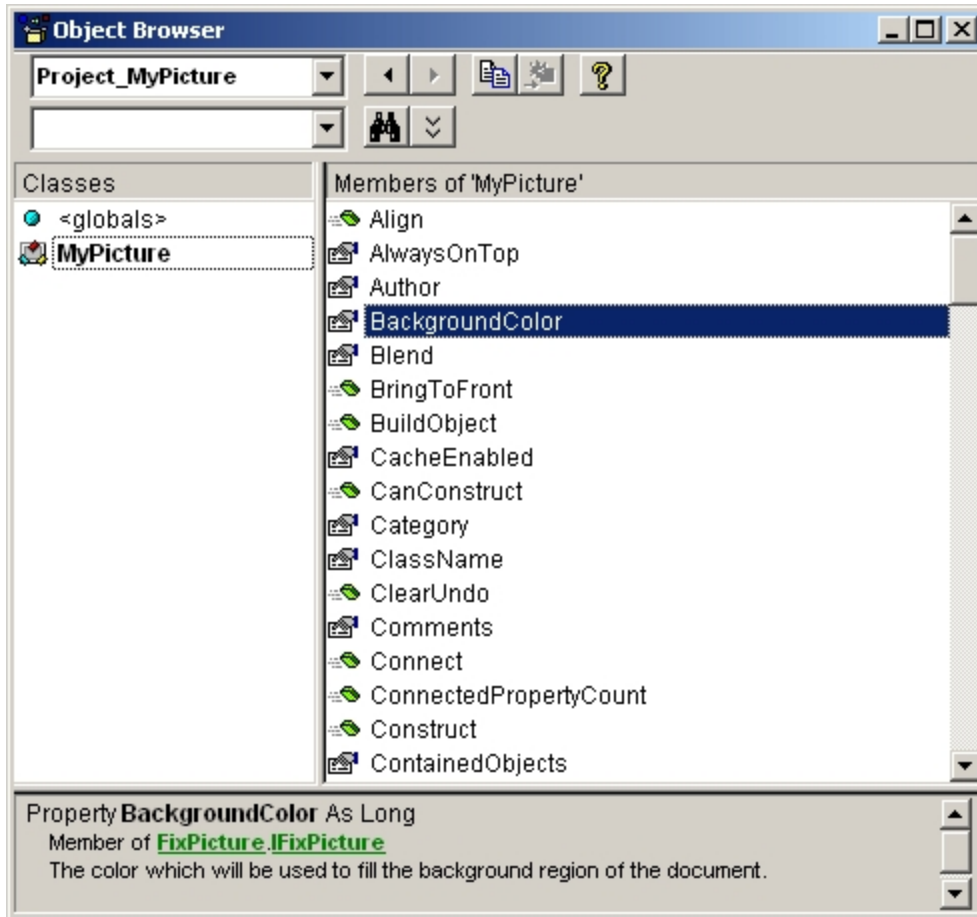 Object Browser
Project_MyPicture
Classes
Members of 'MyPicture'
<globals>
MyPicture
Align
AlwaysOnTop
Author
BackgroundColor
Blend
BringToFront
BuildObject
CacheEnabled
CanConstruct
Category
ClassName
ClearUndo
Comments
Connect
ConnectedPropertyCount
Construct
ContainedObjects
Property BackgroundColor As Long
Member of FixPicture.IFixPicture
The color which will be used to fill the background region of the document.